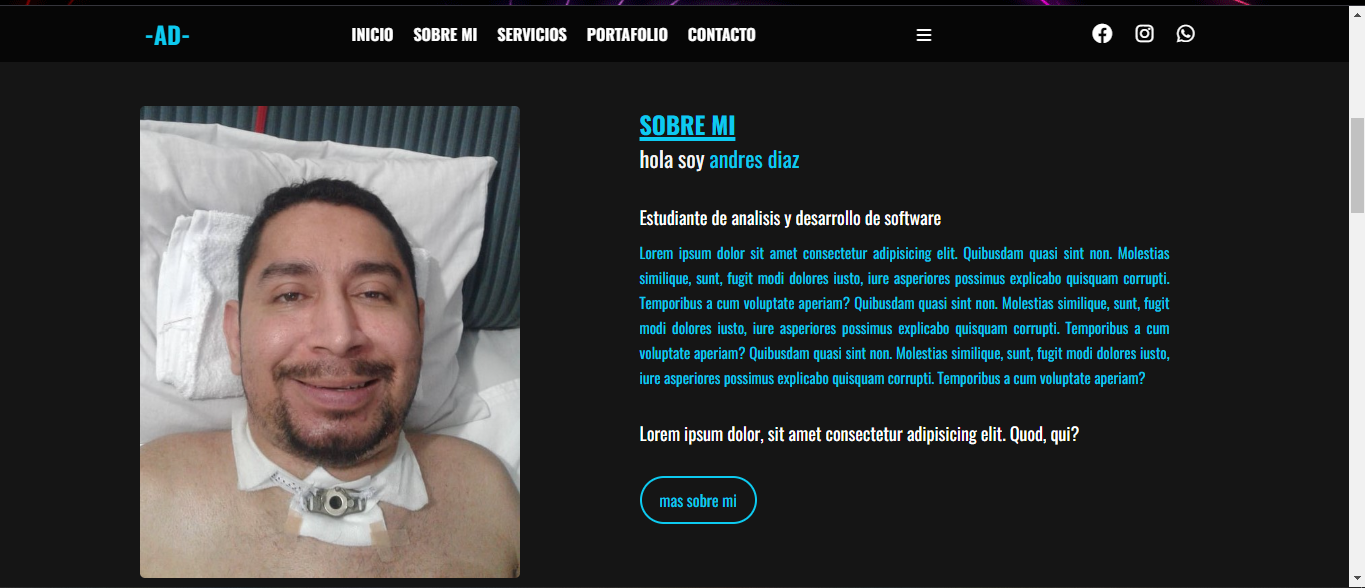 -AD-
INICIO SOBRE MI SERVICIOS PORTAFOLIO CONTACTO
SOBRE MI
hola soy andres diaz
Estudiante de analisis y desarrollo de software
Lorem ipsum dolor sit amet consectetur adipisicing elit. Quibusdam quasi sint non. Molestias
similique, sunt, fugit modi dolores iusto, iure asperiores possimus explicabo quisquam corrupti.
Temporibus a cum voluptate aperiam? Quibusdam quasi sint non. Molestias similique, sunt, fugit
modi dolores iusto, iure asperiores possimus explicabo quisquam corrupti. Temporibus a cum
voluptate aperiam? Quibusdam quasi sint non. Molestias similique, sunt, fugit modi dolores iusto,
iure asperiores possimus explicabo quisquam corrupti. Temporibus a cum voluptate aperiam?
Lorem ipsum dolor, sit amet consectetur adipisicing elit. Quod, qui?
mas sobre mi